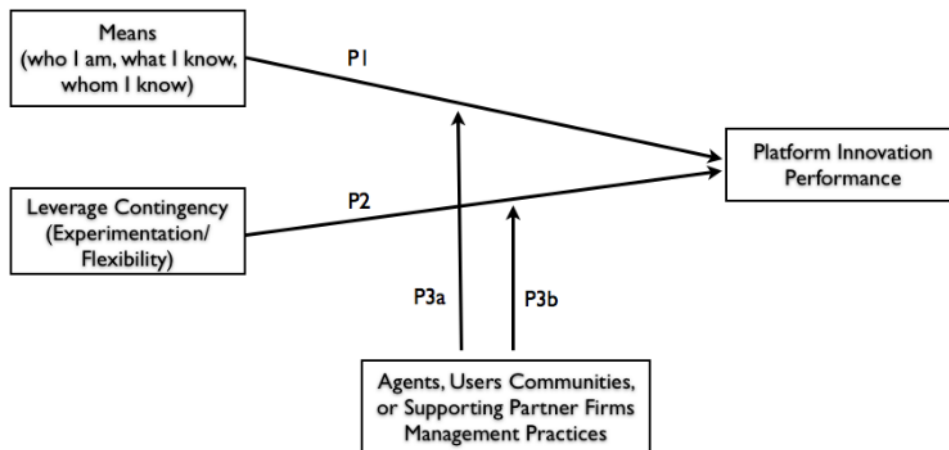 Means
(who I am, what I know,
whom I know)
P1
Platform Innovation
Performance
P2
Leverage Contingency
(Experimentation/
Flexibility)
P3a
P3b
Agents, Users Communities,
or Supporting Partner Firms
Management Practices